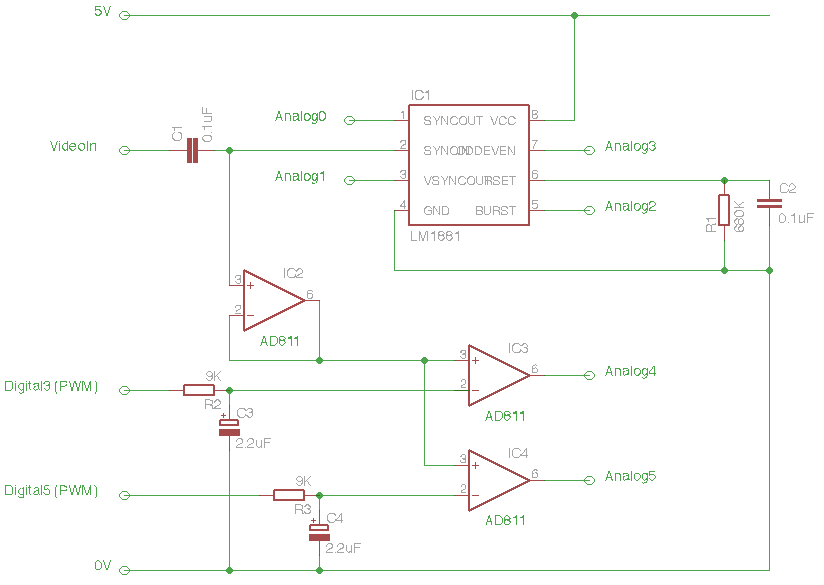 5V
IC1
C1
0.1uF
Analog0
1
SYNCOUT
VCC
8
VideoIn
2
SYNCIN
ODDEVEN
7
Analog3
Analog1
3
VSYNCOUT
RSET
6
C2
4
GND
BURST
5
Analog2
R1
680K
0.1uF
LM1881
IC2
3
+
6
2
−
AD811
IC3
3
+
6
Analog4
9K
Digital3 (PWM)
2
−
R2
+
C3
AD811
2.2uF
IC4
3
+
6
Analog5
9K
Digital5 (PWM)
2
−
R3
+
C4
AD811
2.2uF
0V